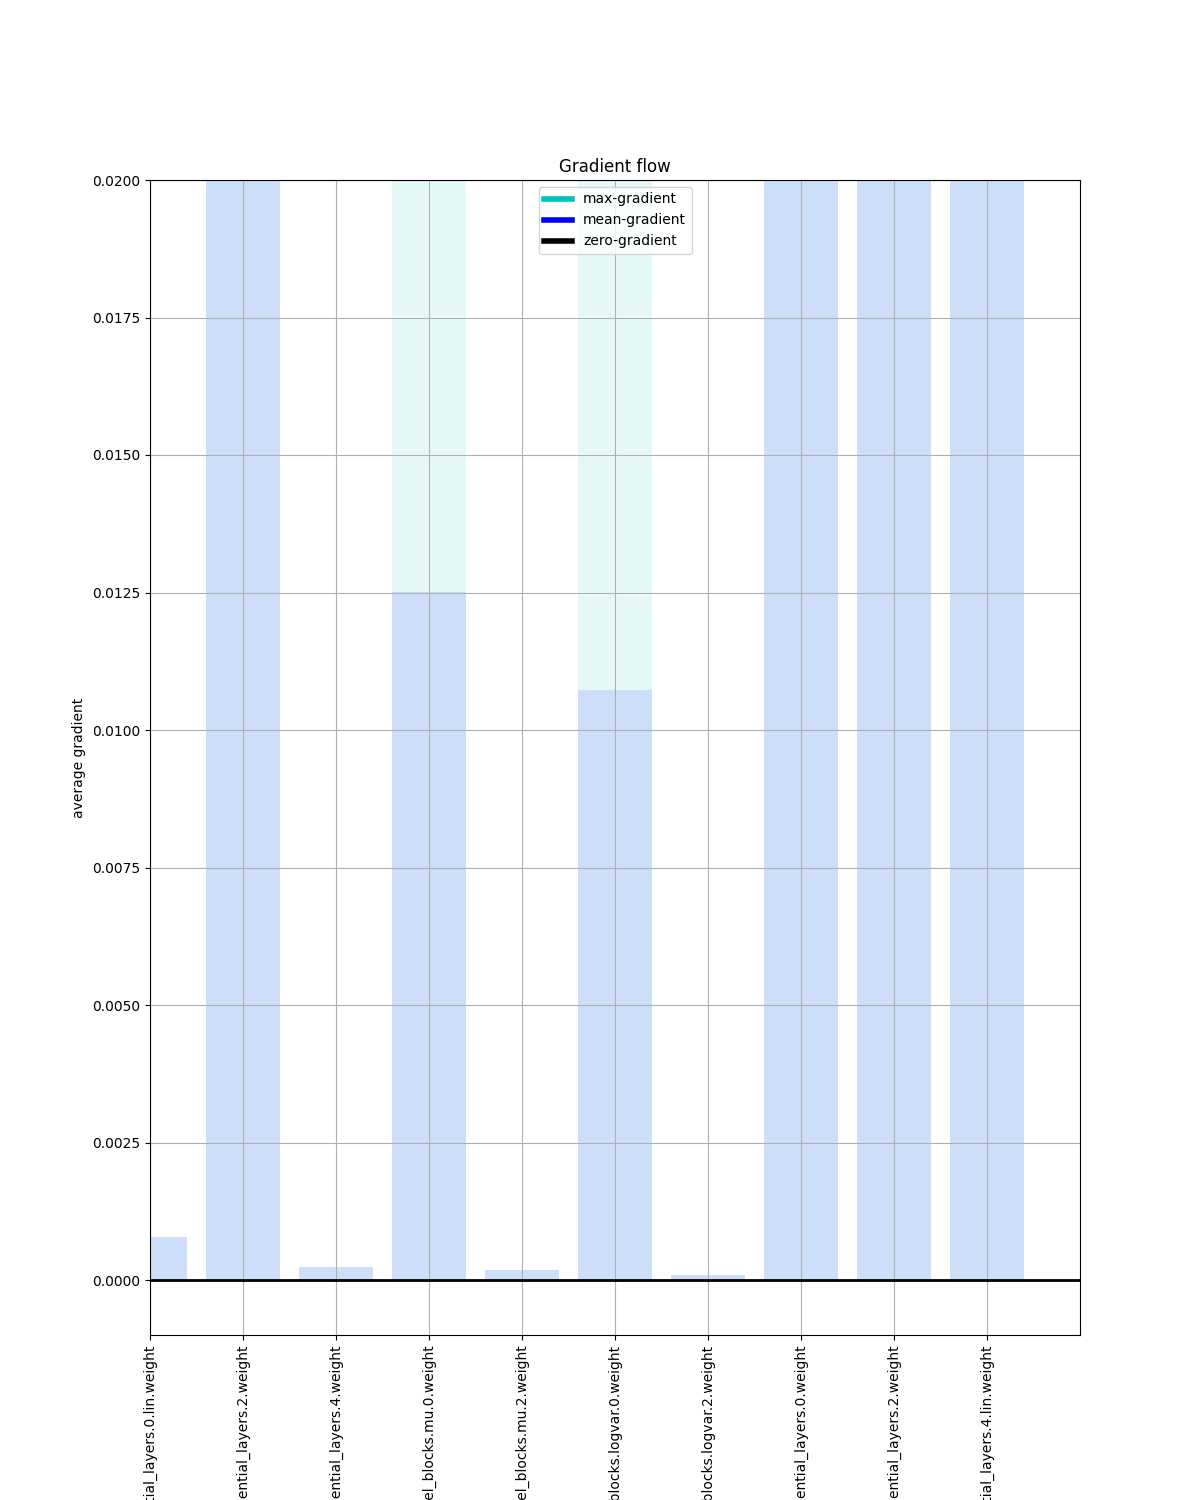 Gradient flow
max-gradient
mean-gradient
zero-gradient
0.0200
0.0175
0.0150
0.0125
0.0100
0.0075
0.0050
0.0025
0.0000
average gradient
tial_layers.0.lin.weight
ential_layers.2.weight
ential_layers.4.weight
el_blocks.mu.0.weight
el_blocks.mu.2.weight
blocks.logvar.0.weight
blocks.logvar.2.weight
ential_layers.0.weight
ential_layers.2.weight
tial_layers.4.lin.weight